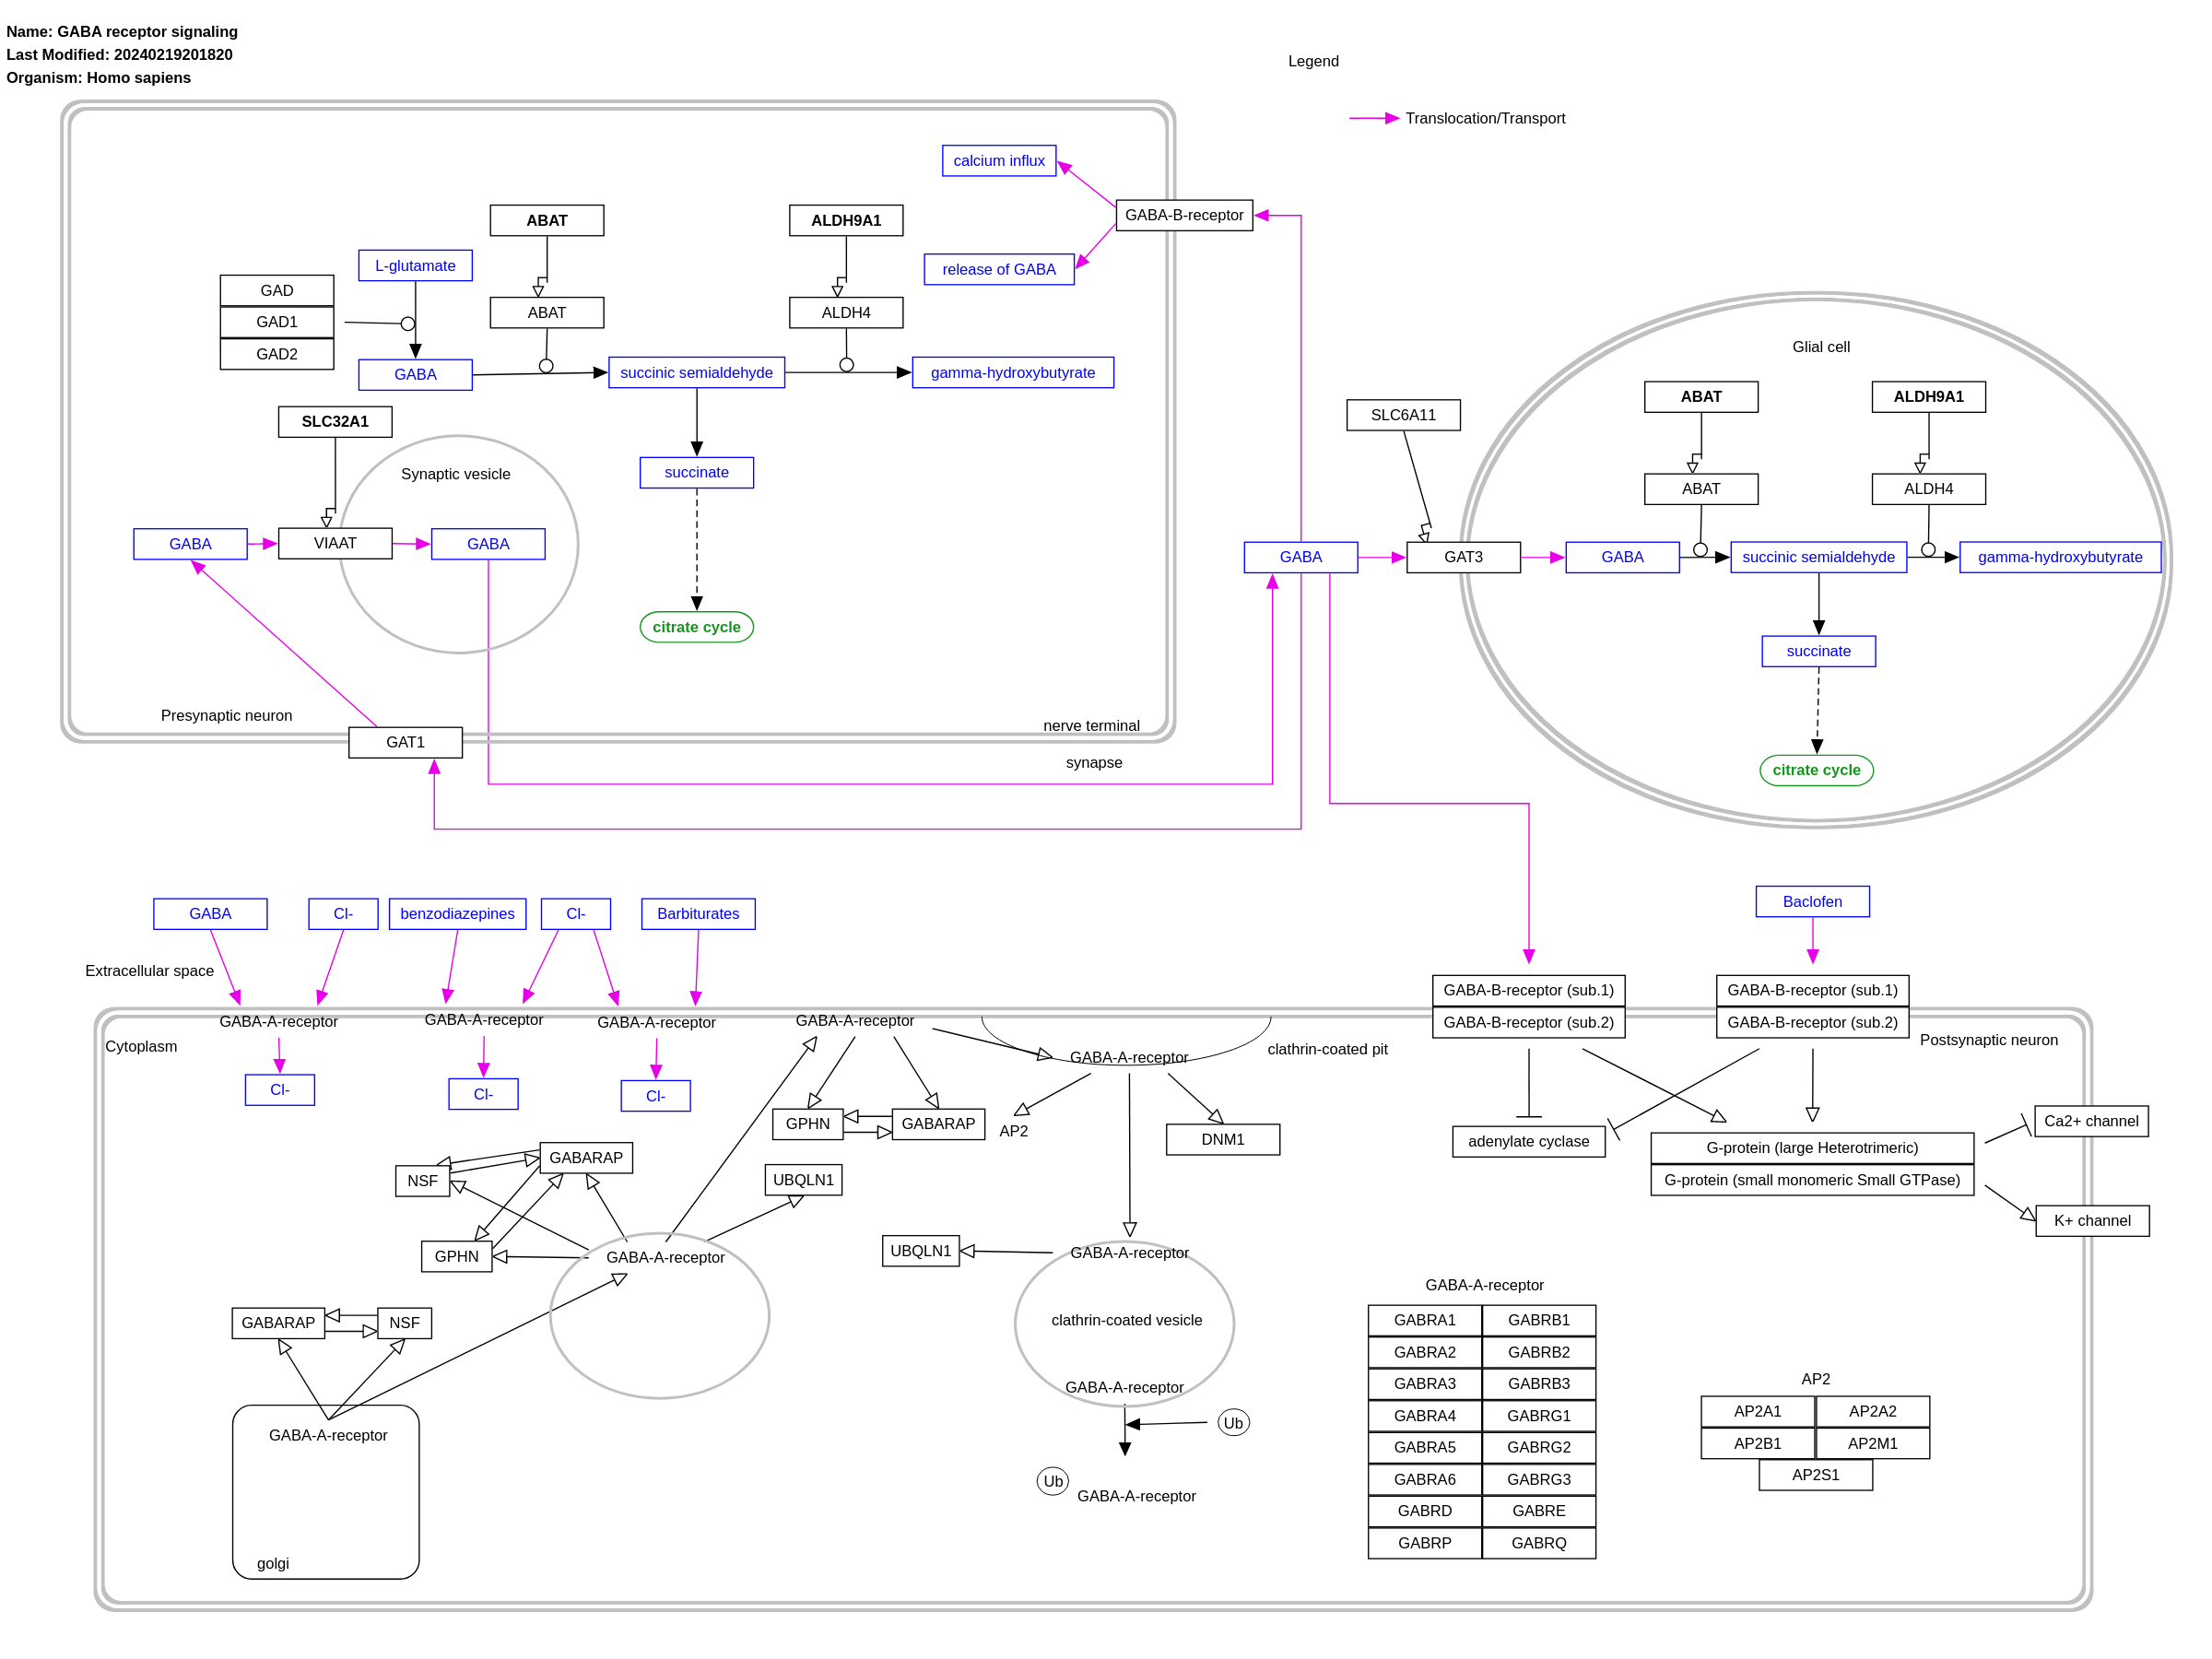 Name: GABA receptor signaling
Last Modified: 20240219201820
Organism: Homo sapiens
Legend
Translocation/Transport
calcium influx
GABA-B-receptor
release of GABA
ABAT
ALDH9A1
L-glutamate
GAD
GAD1
GAD2
ABAT
ALDH4
GABA
succinic semialdehyde
gamma-hydroxybutyrate
SLC32A1
Synaptic vesicle
succinate
GABA
VIAAT
GABA
citrate cycle
Presynaptic neuron
nerve terminal
GAT1
synapse
Glial cell
ABAT
ALDH9A1
SLC6A11
ABAT
ALDH4
GABA
GAT3
GABA
succinic semialdehyde
gamma-hydroxybutyrate
succinate
citrate cycle
GABA
Cl-
benzodiazepines
Cl-
Barbiturates
Baclofen
Extracellular space
GABA-B-receptor (sub.1)
GABA-B-receptor (sub.2)
GABA-B-receptor (sub.1)
GABA-B-receptor (sub.2)
GABA-A-receptor
GABA-A-receptor
GABA-A-receptor
GABA-A-receptor
Cytoplasm
GABA-A-receptor
clathrin-coated pit
Postsynaptic neuron
Cl-
Cl-
Cl-
GPHN
GABARAP
AP2
DNM1
adenylate cyclase
G-protein (large Heterotrimeric)
G-protein (small monomeric Small GTPase)
Ca2+ channel
K+ channel
GABARAP
NSF
UBQLN1
GPHN
GABA-A-receptor
UBQLN1
GABA-A-receptor
GABARAP
NSF
clathrin-coated vesicle
GABA-A-receptor
Ub
GABA-A-receptor
golgi
Ub
GABA-A-receptor
GABA-A-receptor
GABRA1
GABRB1
GABRA2
GABRB2
GABRA3
GABRB3
GABRA4
GABRG1
GABRA5
GABRG2
GABRA6
GABRG3
GABRD
GABRE
GABRP
GABRQ
AP2
AP2A1
AP2A2
AP2B1
AP2M1
AP2S1